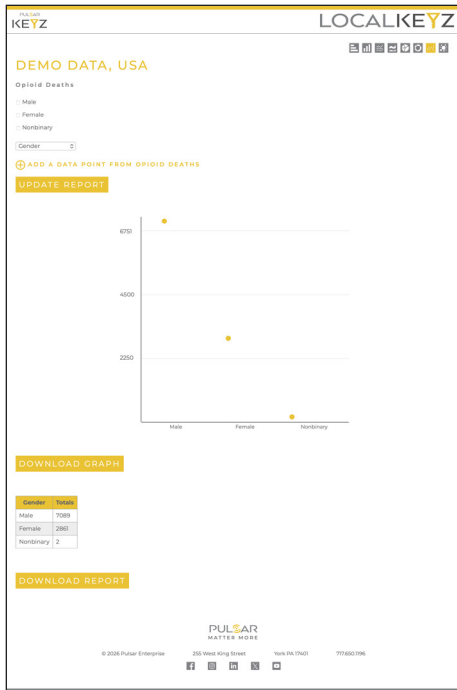 PULSAR
KEYZ
LOCALKEYZ
DEMO DATA, USA
Opioid Deaths
Male
Female
Nonbinary
Gender
ADD A DATA POINT FROM OPIOID DEATHS
UPDATE REPORT
6751
4500
2250
Male Female Nonbinary
DOWNLOAD GRAPH
Gender Totals
Male 7089
Female 2861
Nonbinary 2
DOWNLOAD REPORT
PULSAR
MATTER MORE
© 2026 Pulsar Enterprise 255 West King Street York PA 17401 717.650.1196